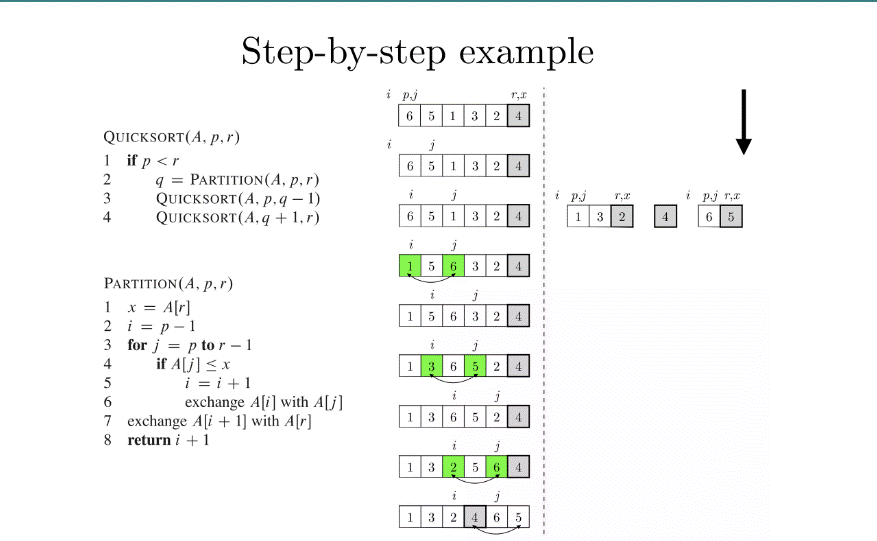 Step-by-step example
QUICKSORT(A, p, r)
1 if p < r
2 q = PARTITION(A, p, r)
3 QUICKSORT(A, p, q − 1)
4 QUICKSORT(A, q + 1, r)
PARTITION(A, p, r)
1 x = A[r]
2 i = p − 1
3 for j = p to r − 1
4 if A[j] ≤ x
5 i = i + 1
6 exchange A[i] with A[j]
7 exchange A[i + 1] with A[r]
8 return i + 1
i p,j r,x
6 5 1 3 2 4
i j
6 5 1 3 2 4
i j
6 5 1 3 2 4
i j
1 5 6 3 2 4
i j
1 5 6 3 2 4
i j
1 3 6 5 2 4
i j
1 3 6 5 2 4
i j
1 3 2 5 6 4
i j
1 3 2 4 6 5
i p,j r,x i p,j r,x
1 3 2 4 6 5